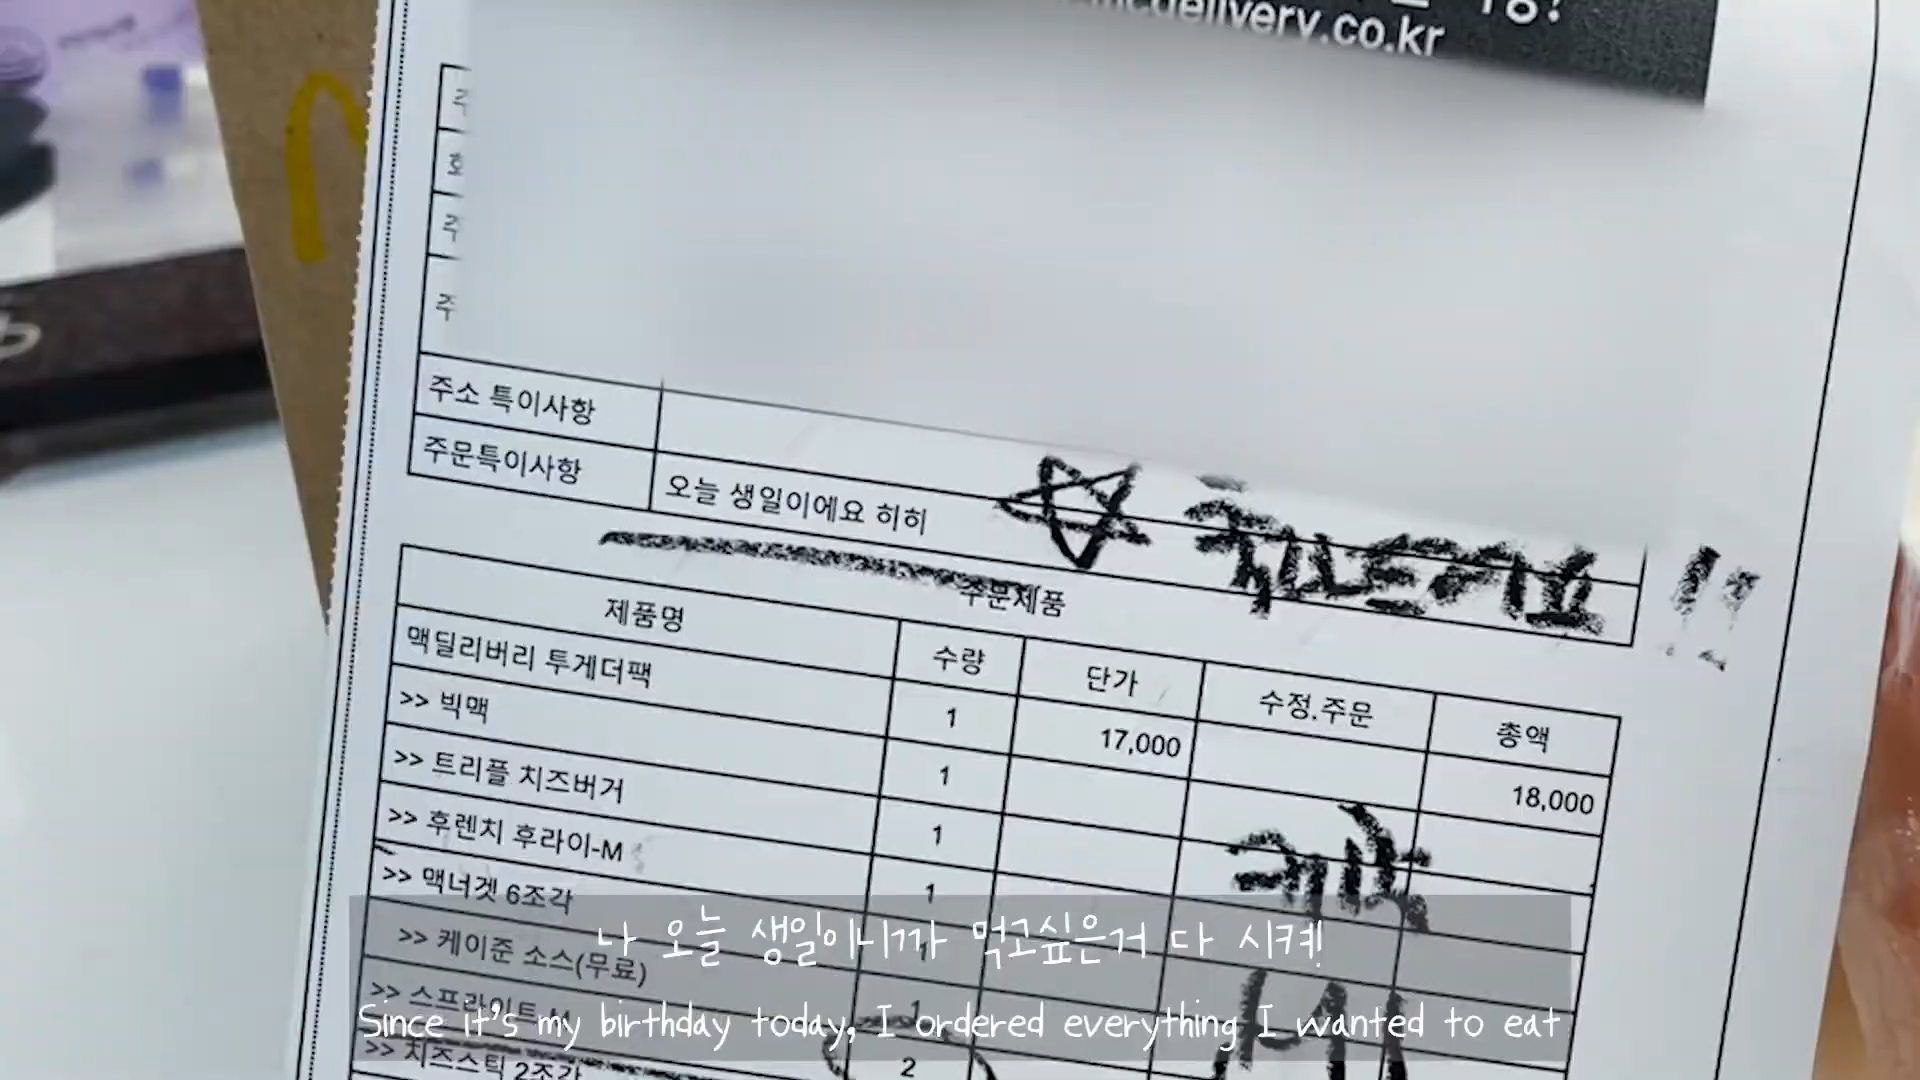 mcdelivery.co.kr
주
주
주소 특이사항
주문특이사항 오늘 생일이에요 히히 축하드려요!!
주문제품
제품명 수량 단가 수정.주문 총액
맥딜리버리 투게더팩 1 17,000 18,000
>> 빅맥 1
>> 트리플 치즈버거 1
>> 후렌치 후라이-M 1
>> 맥너겟 6조각 1
>> 케이준 소스(무료) 1
>> 스프라이트-M
>> 치즈스틱 2조각 2
나 오늘 생일이니까 먹고싶은거 다 시켜!
Since it's my birthday today, I ordered everything I wanted to eat